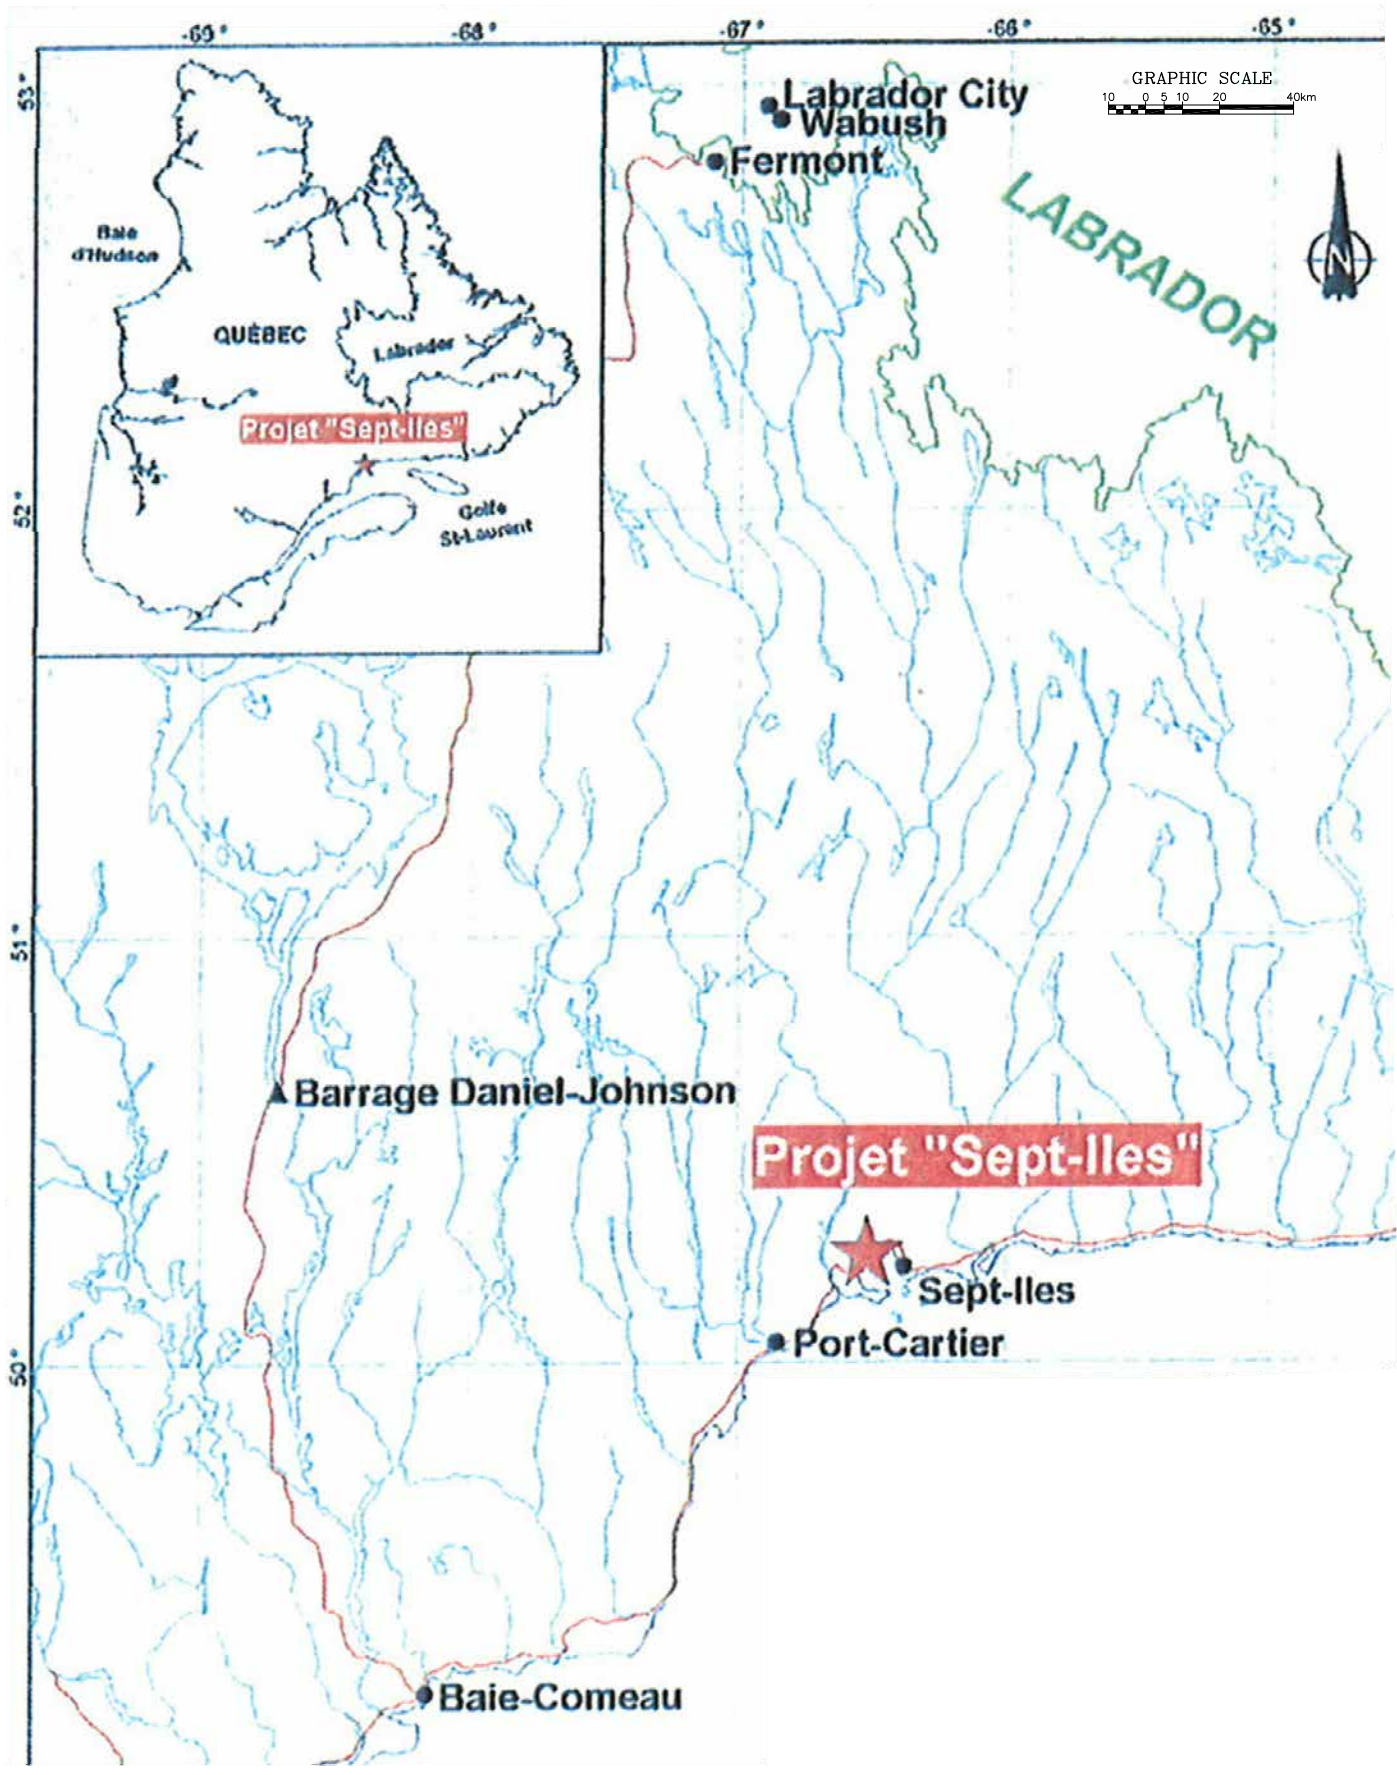 -69° -68° -67° -66° -65°
53°
52°
51°
50°
GRAPHIC SCALE
10 0 5 10 20 40km
Labrador City
Wabush
Fermont
LABRADOR
N
Baie
d'Hudson
QUÉBEC
Labrador
Projet "Sept-Iles"
Golfe
St-Laurent
Barrage Daniel-Johnson
Projet "Sept-Iles"
Sept-Iles
Port-Cartier
Baie-Comeau